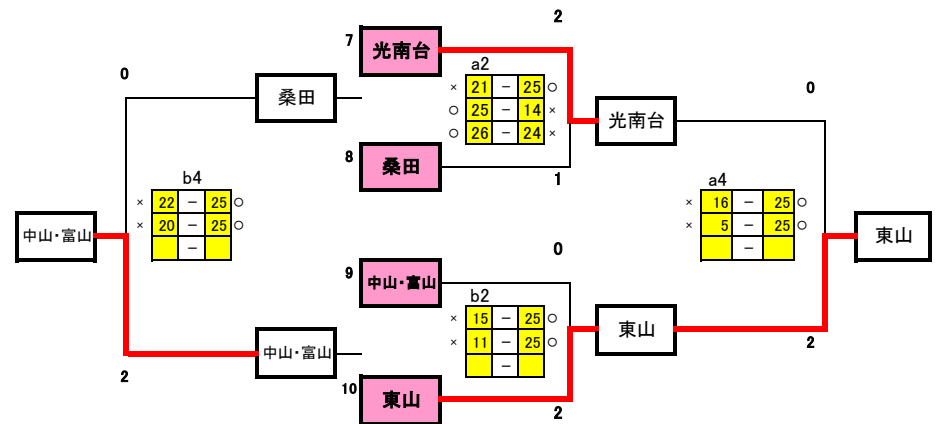 2
7 光南台
0
a2
桑田
× 21 － 25 ○
0
○ 25 － 14 ×
光南台
○ 26 － 24 ×
8 桑田
b4
1
a4
× 22 － 25 ○
× 16 － 25 ○
× 20 － 25 ○
× 5 － 25 ○
中山・富山
東山
－
－
0
9 中山・富山
b2
× 15 － 25 ○
東山
× 11 － 25 ○
2
中山・富山
－
2
10 東山
2